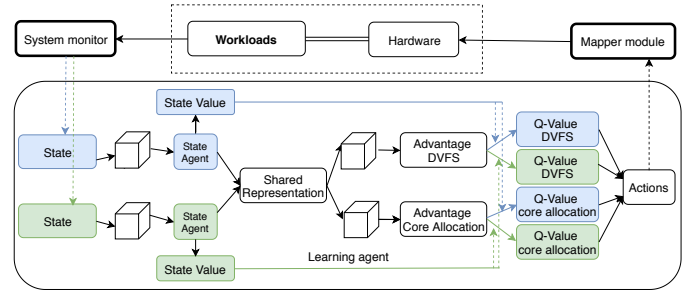 System monitor
Workloads
Hardware
Mapper module
State Value
State
State
Agent
Shared
Representation
Advantage
DVFS
Q-Value
DVFS
Q-Value
DVFS
Actions
State
State
Agent
State Value
Advantage
Core Allocation
Q-Value
core allocation
Q-Value
core allocation
Learning agent